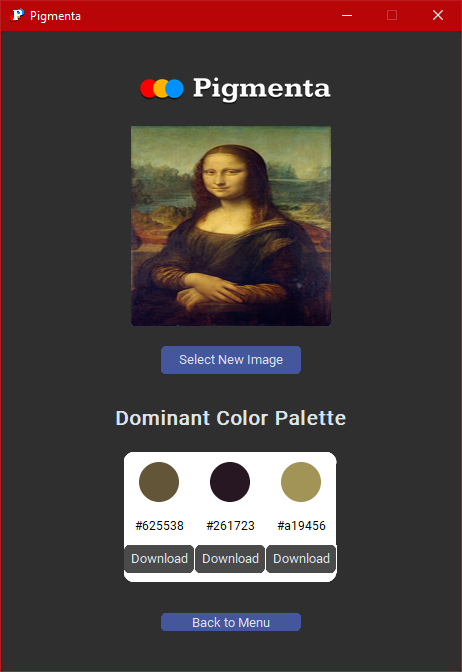 Pigmenta
Pigmenta
Select New Image
Dominant Color Palette
#625538 #261723 #a19456
Download Download Download
Back to Menu